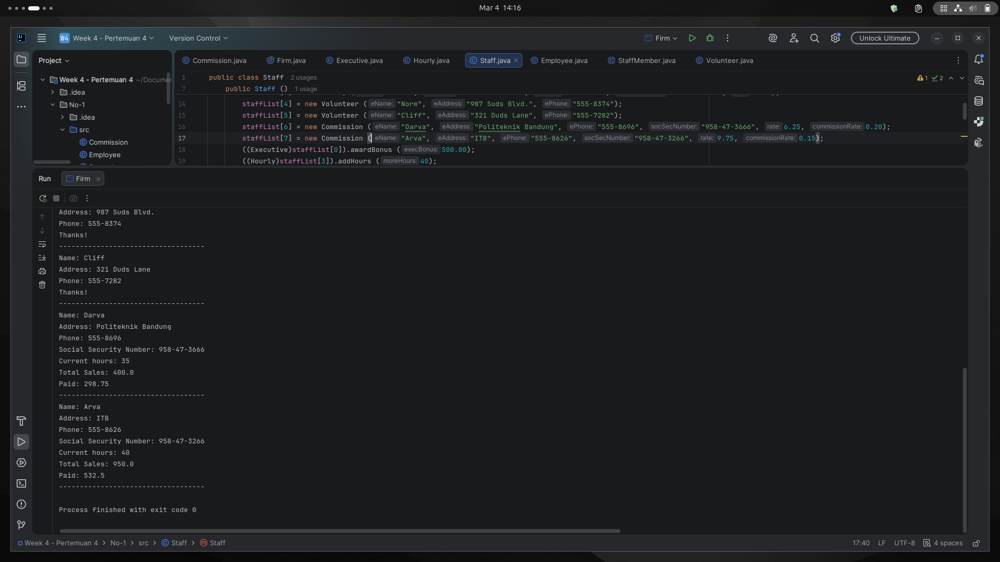 Mar 4 14:16
W4 Week 4 - Pertemuan 4
Version Control
Firm
Unlock Ultimate
Project
Commission.java
Firm.java
Executive.java
Hourly.java
Staff.java
Employee.java
StaffMember.java
Volunteer.java
Week 4 - Pertemuan 4 ~/Documen
.idea
No-1
.idea
src
Commission
Employee
1 public class Staff 2 usages
7 public Staff () 1 usage
1
2
14 staffList[4] = new Volunteer ( eName: "Norm", eAddress: "987 Suds Blvd.", ePhone: "555-8374");
15 staffList[5] = new Volunteer ( eName: "Cliff", eAddress: "321 Duds Lane", ePhone: "555-7282");
16 staffList[6] = new Commission ( eName: "Darva", eAddress: "Politeknik Bandung", ePhone: "555-8696", socSecNumber: "958-47-3666", rate: 6.25, commissionRate: 0.20);
17 staffList[7] = new Commission ( eName: "Arva", eAddress: "ITB", ePhone: "555-8626", socSecNumber: "958-47-3266", rate: 9.75, commissionRate: 0.15);
18 ((Executive)staffList[0]).awardBonus ( execBonus: 500.00);
19 ((Hourly)staffList[3]).addHours ( moreHours: 40);
Run
Firm
Address: 987 Suds Blvd.
Phone: 555-8374
Thanks!
-----------------------------------
Name: Cliff
Address: 321 Duds Lane
Phone: 555-7282
Thanks!
-----------------------------------
Name: Darva
Address: Politeknik Bandung
Phone: 555-8696
Social Security Number: 958-47-3666
Current hours: 35
Total Sales: 400.0
Paid: 298.75
-----------------------------------
Name: Arva
Address: ITB
Phone: 555-8626
Social Security Number: 958-47-3266
Current hours: 40
Total Sales: 950.0
Paid: 532.5
-----------------------------------
Process finished with exit code 0
Week 4 - Pertemuan 4 > No-1 > src > Staff > Staff
17:40
LF
UTF-8
4 spaces